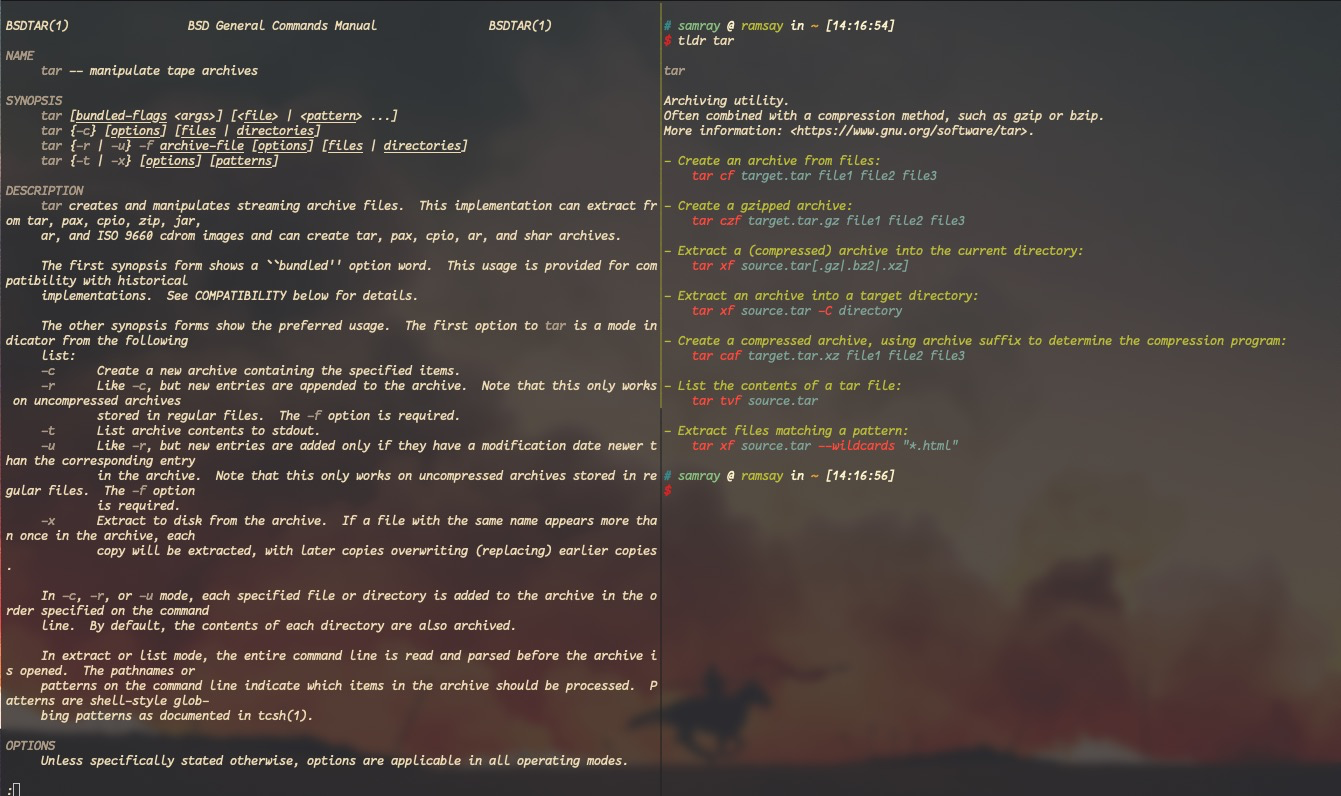 BSDTAR(1)                 BSD General Commands Manual                BSDTAR(1)
NAME
     tar -- manipulate tape archives
SYNOPSIS
     tar [bundled-flags <args>] [<file> | <pattern> ...]
     tar {-c} [options] [files | directories]
     tar {-r | -u} -f archive-file [options] [files | directories]
     tar {-t | -x} [options] [patterns]
DESCRIPTION
     tar creates and manipulates streaming archive files.  This implementation can extract fr
om tar, pax, cpio, zip, jar,
     ar, and ISO 9660 cdrom images and can create tar, pax, cpio, ar, and shar archives.
     The first synopsis form shows a ``bundled'' option word.  This usage is provided for com
patibility with historical
     implementations.  See COMPATIBILITY below for details.
     The other synopsis forms show the preferred usage.  The first option to tar is a mode in
dicator from the following
     list:
     -c      Create a new archive containing the specified items.
     -r      Like -c, but new entries are appended to the archive.  Note that this only works
 on uncompressed archives
             stored in regular files.  The -f option is required.
     -t      List archive contents to stdout.
     -u      Like -r, but new entries are added only if they have a modification date newer t
han the corresponding entry
             in the archive.  Note that this only works on uncompressed archives stored in re
gular files.  The -f option
             is required.
     -x      Extract to disk from the archive.  If a file with the same name appears more tha
n once in the archive, each
             copy will be extracted, with later copies overwriting (replacing) earlier copies
.
     In -c, -r, or -u mode, each specified file or directory is added to the archive in the o
rder specified on the command
     line.  By default, the contents of each directory are also archived.
     In extract or list mode, the entire command line is read and parsed before the archive i
s opened.  The pathnames or
     patterns on the command line indicate which items in the archive should be processed.  P
atterns are shell-style glob-
     bing patterns as documented in tcsh(1).
OPTIONS
     Unless specifically stated otherwise, options are applicable in all operating modes.
:
# samray @ ramsay in ~ [14:16:54]
$ tldr tar
tar
Archiving utility.
Often combined with a compression method, such as gzip or bzip.
More information: <https://www.gnu.org/software/tar>.
- Create an archive from files:
    tar cf target.tar file1 file2 file3
- Create a gzipped archive:
    tar czf target.tar.gz file1 file2 file3
- Extract a (compressed) archive into the current directory:
    tar xf source.tar[.gz|.bz2|.xz]
- Extract an archive into a target directory:
    tar xf source.tar -C directory
- Create a compressed archive, using archive suffix to determine the compression program:
    tar caf target.tar.xz file1 file2 file3
- List the contents of a tar file:
    tar tvf source.tar
- Extract files matching a pattern:
    tar xf source.tar --wildcards "*.html"
# samray @ ramsay in ~ [14:16:56]
$